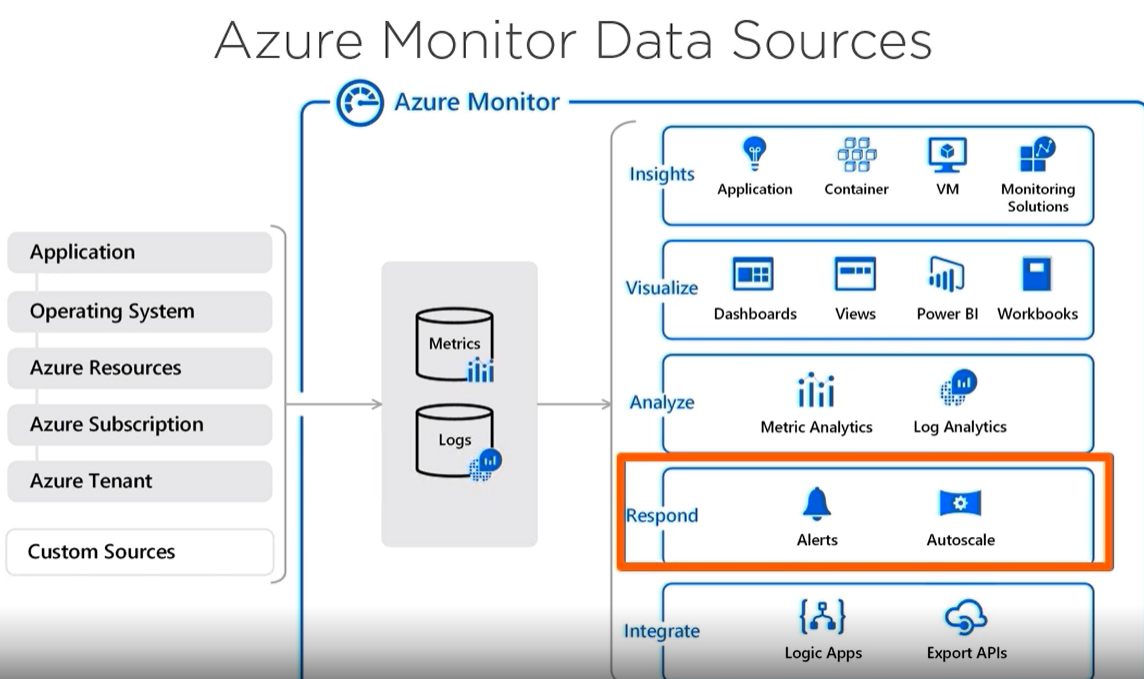 Azure Monitor Data Sources
Azure Monitor
Application
Operating System
Azure Resources
Azure Subscription
Azure Tenant
Custom Sources
Metrics
Logs
Insights
Application
Container
VM
Monitoring
Solutions
Visualize
Dashboards
Views
Power BI
Workbooks
Analyze
Metric Analytics
Log Analytics
Respond
Alerts
Autoscale
Integrate
Logic Apps
Export APIs